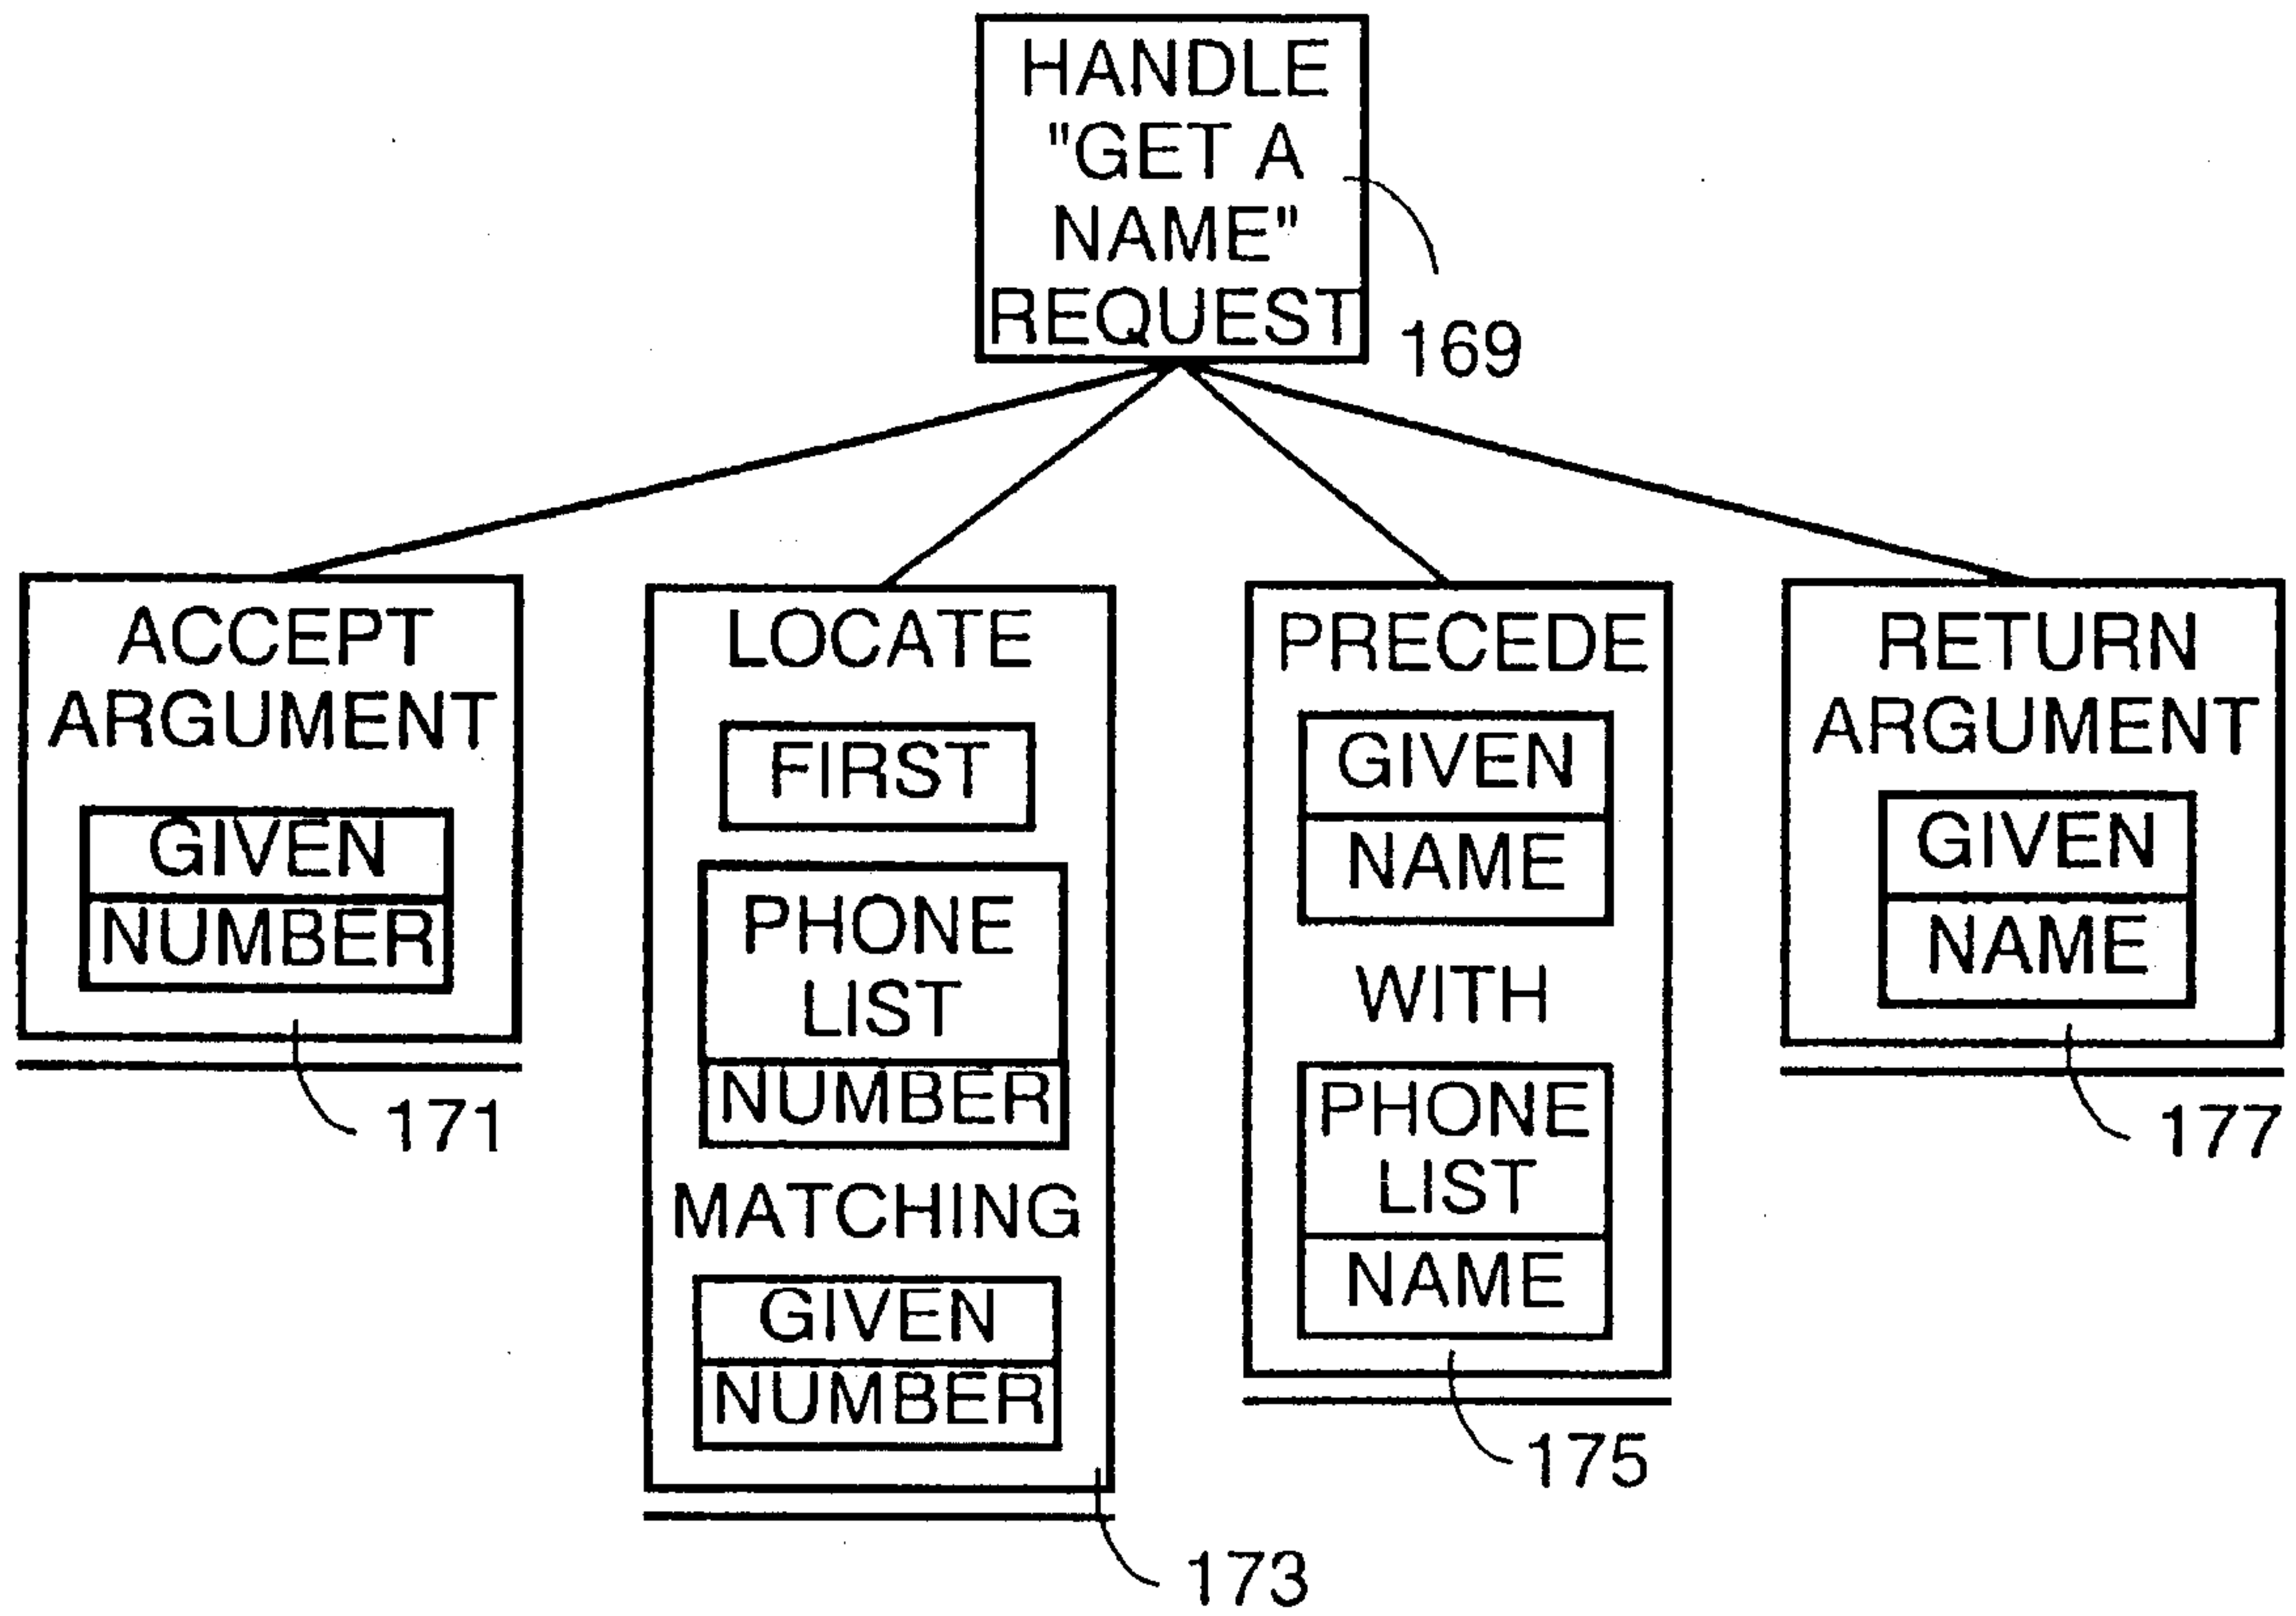 HANDLE
"GET A
NAME"
REQUEST
169
ACCEPT
ARGUMENT
GIVEN
NUMBER
171
LOCATE
FIRST
PHONE
LIST
NUMBER
MATCHING
GIVEN
NUMBER
173
PRECEDE
GIVEN
NAME
WITH
PHONE
LIST
NAME
175
RETURN
ARGUMENT
GIVEN
NAME
177